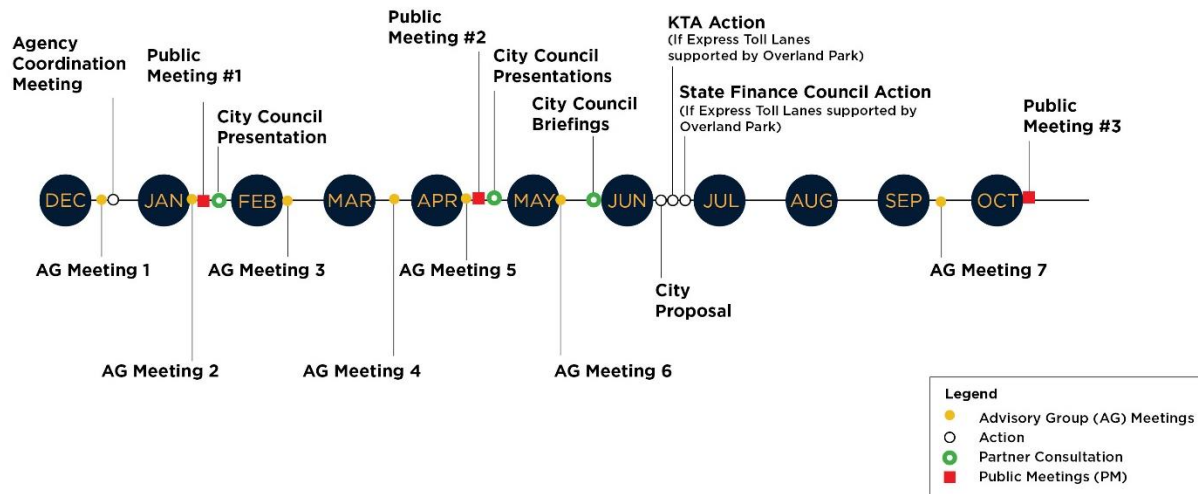 Agency
Coordination
Meeting
Public
Meeting #1
City Council
Presentation
Public
Meeting #2
City Council
Presentations
City Council
Briefings
KTA Action
(If Express Toll Lanes
supported by Overland Park)
State Finance Council Action
(If Express Toll Lanes supported by
Overland Park)
Public
Meeting #3
DEC
JAN
FEB
MAR
APR
MAY
JUN
JUL
AUG
SEP
OCT
AG Meeting 1
AG Meeting 3
AG Meeting 5
City
Proposal
AG Meeting 7
AG Meeting 2
AG Meeting 4
AG Meeting 6
Legend
Advisory Group (AG) Meetings
Action
Partner Consultation
Public Meetings (PM)